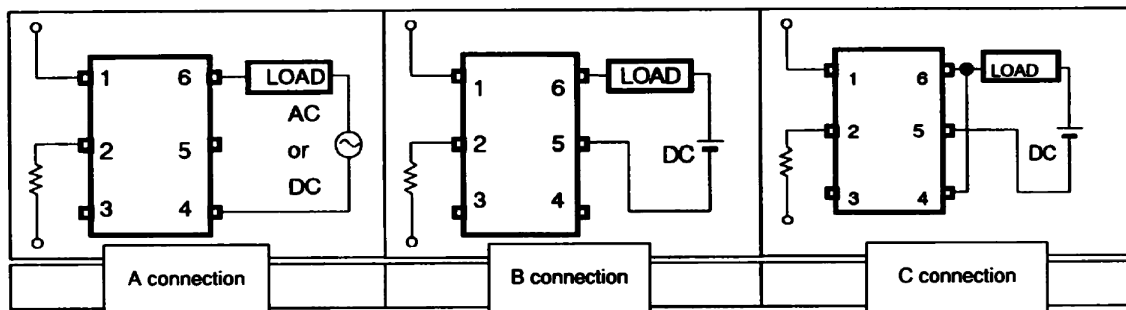 1 6 LOAD
AC
2 5 or
DC
3 4
A connection
1 6 LOAD
2 5 DC
3 4
B connection
1 6 LOAD
2 5 DC
3 4
C connection